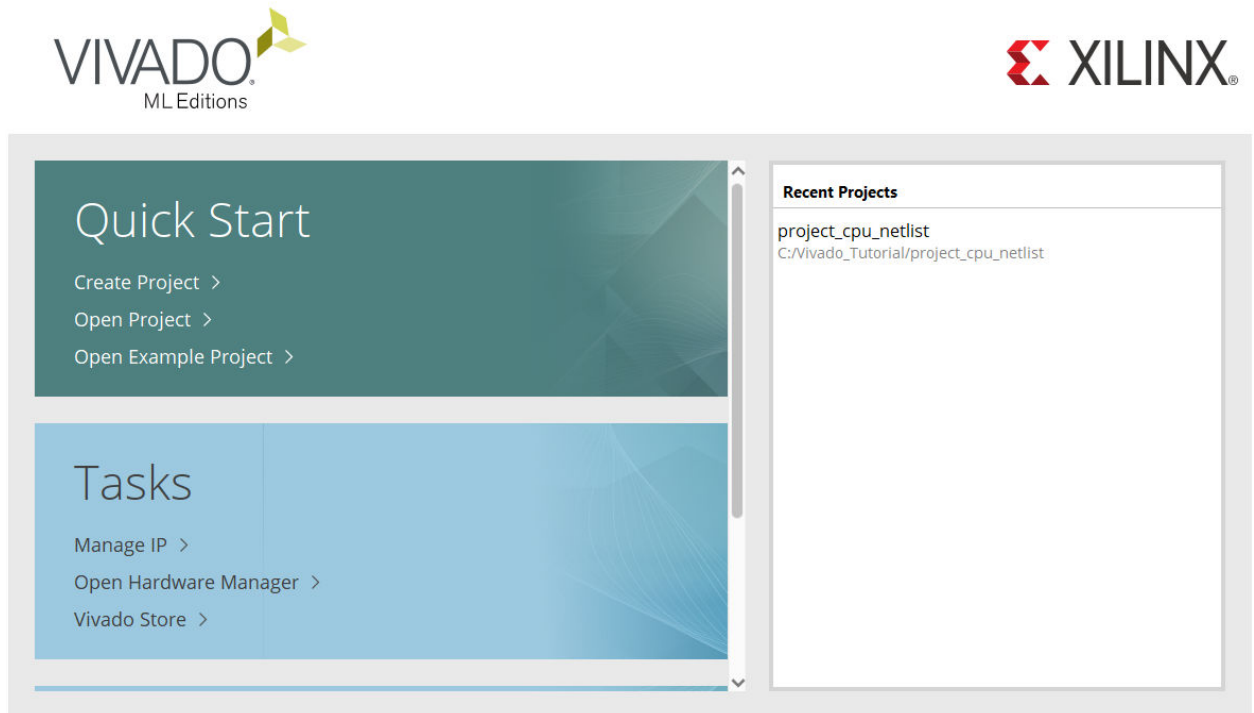 VIVADO.
ML Editions
XILINX®
Quick Start
Create Project >
Open Project >
Open Example Project >
Tasks
Manage IP >
Open Hardware Manager >
Vivado Store >
Recent Projects
project_cpu_netlist
C:/Vivado_Tutorial/project_cpu_netlist